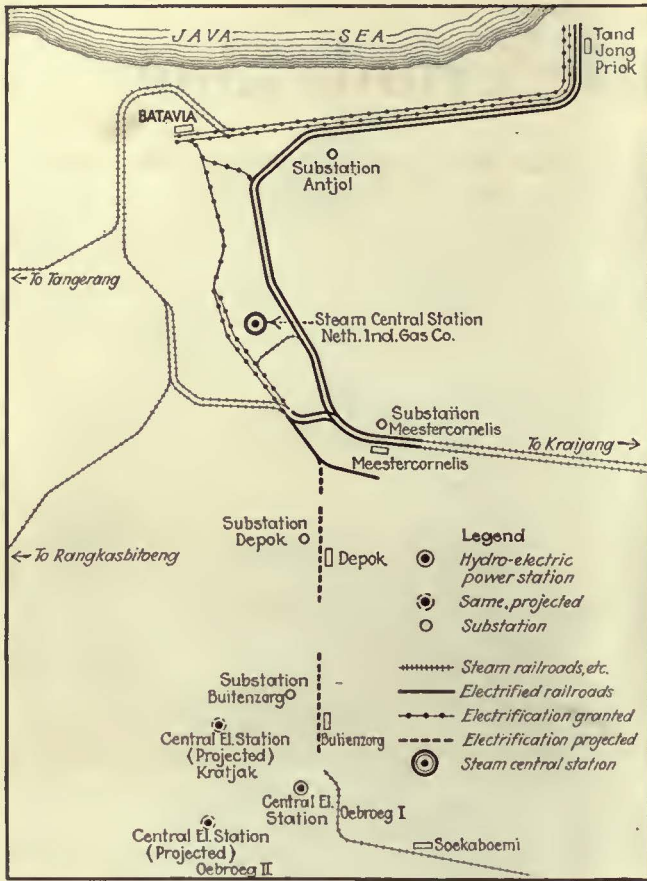 JAVA SEA
Tand
Jong
Priok
BATAVIA
Substation
Antjol
← To Tangerang
Steam Central Station
Neth. Ind. Gas Co.
Substation
Meestercornelis
To Kraijang →
Meestercornelis
Substation
Depok
Depok
← To Rangkasbitoeng
Legend
Hydro-electric
power station
Same, projected
Substation
Steam railroads, etc.
Electrified railroads
Electrification granted
Electrification projected
Steam central station
Substation
Buitenzorg
Buitenzorg
Central El. Station
(Projected)
Kratjak
Central El.
Station
Oebroeg I
Central El. Station
(Projected)
Oebroeg II
Soekaboemi